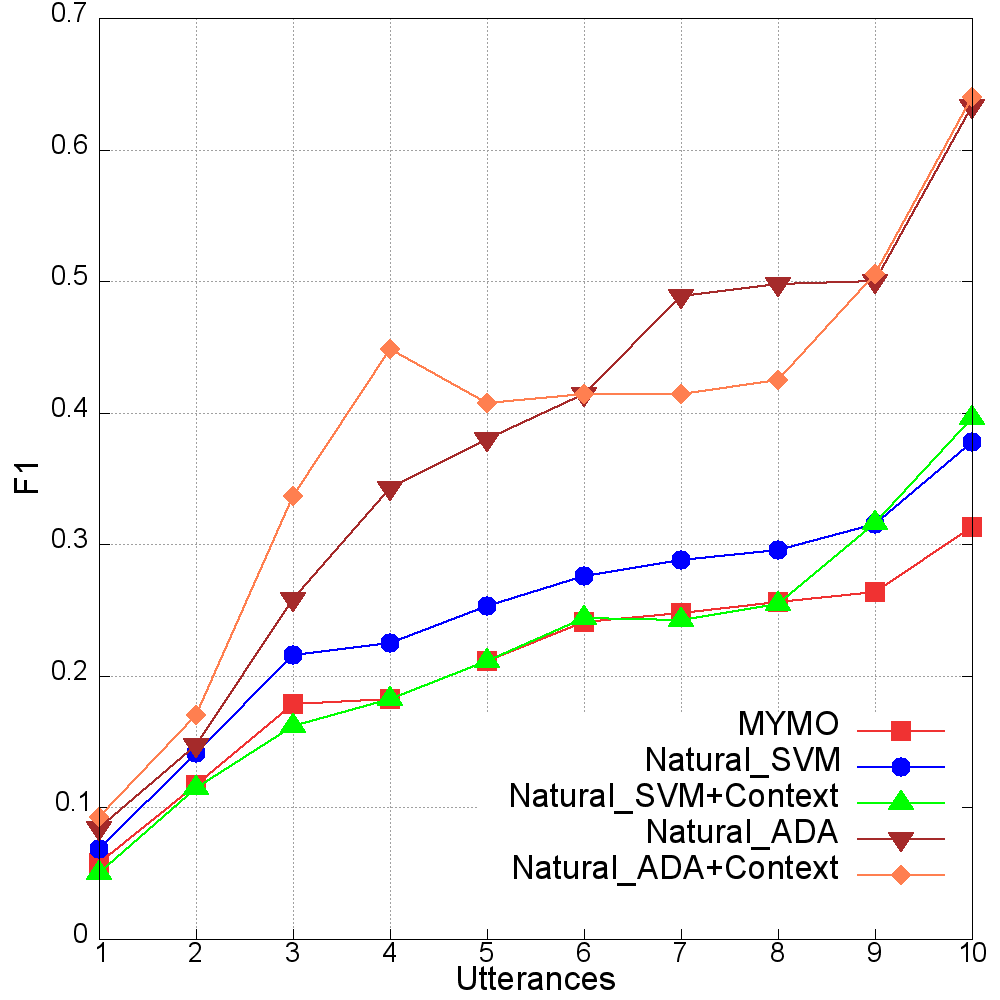 0.7
0.6
0.5
0.4
0.3
0.2
0.1
0
F1
1 2 3 4 5 6 7 8 9 10
Utterances
MYMO
Natural_SVM
Natural_SVM+Context
Natural_ADA
Natural_ADA+Context